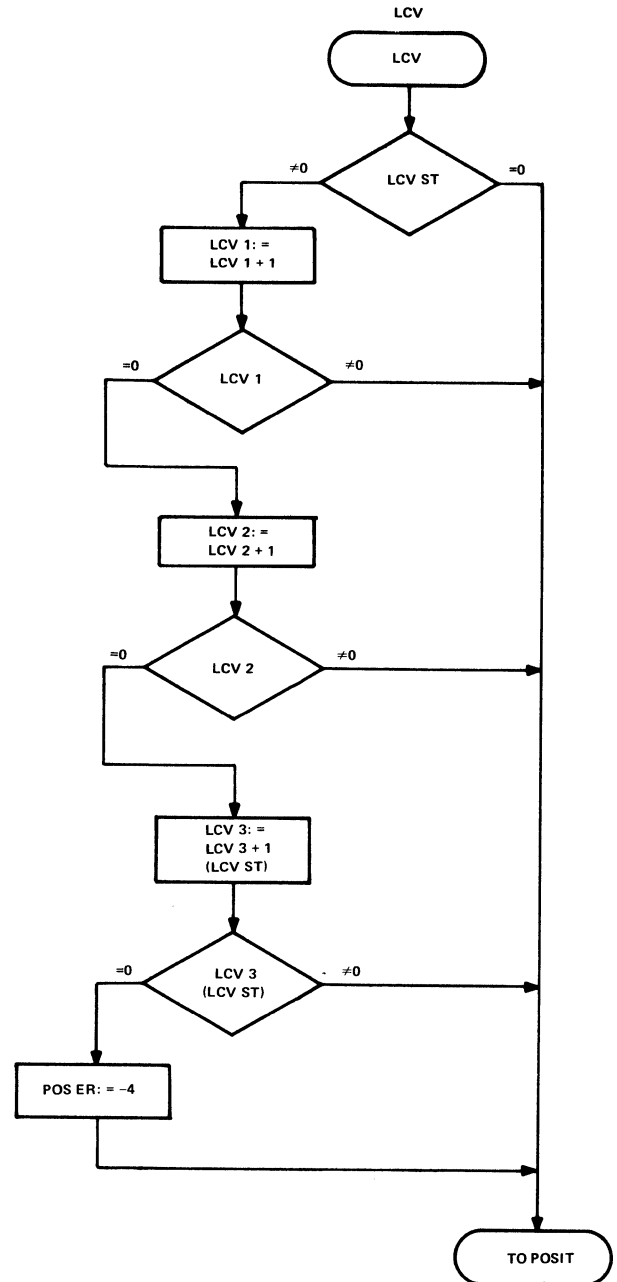 LCV
LCV
LCV ST
≠0
=0
LCV 1: =
LCV 1 + 1
=0
LCV 1
≠0
LCV 2: =
LCV 2 + 1
=0
LCV 2
≠0
LCV 3: =
LCV 3 + 1
(LCV ST)
=0
LCV 3
(LCV ST)
≠0
POS ER: = –4
TO POSIT